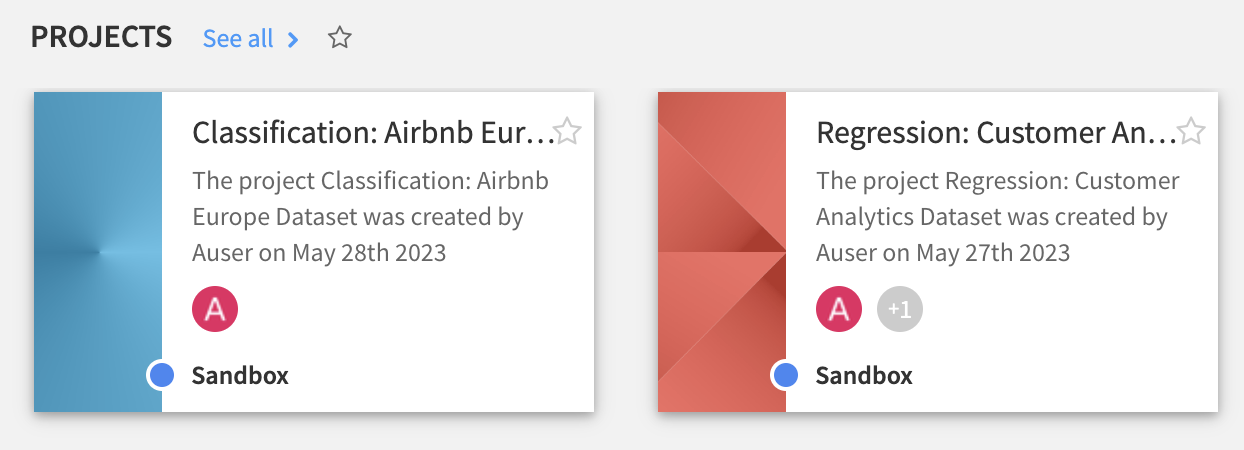 PROJECTS See all
Classification: Airbnb Eur...
The project Classification: Airbnb
Europe Dataset was created by
Auser on May 28th 2023
A
Sandbox
Regression: Customer An...
The project Regression: Customer
Analytics Dataset was created by
Auser on May 27th 2023
A +1
Sandbox